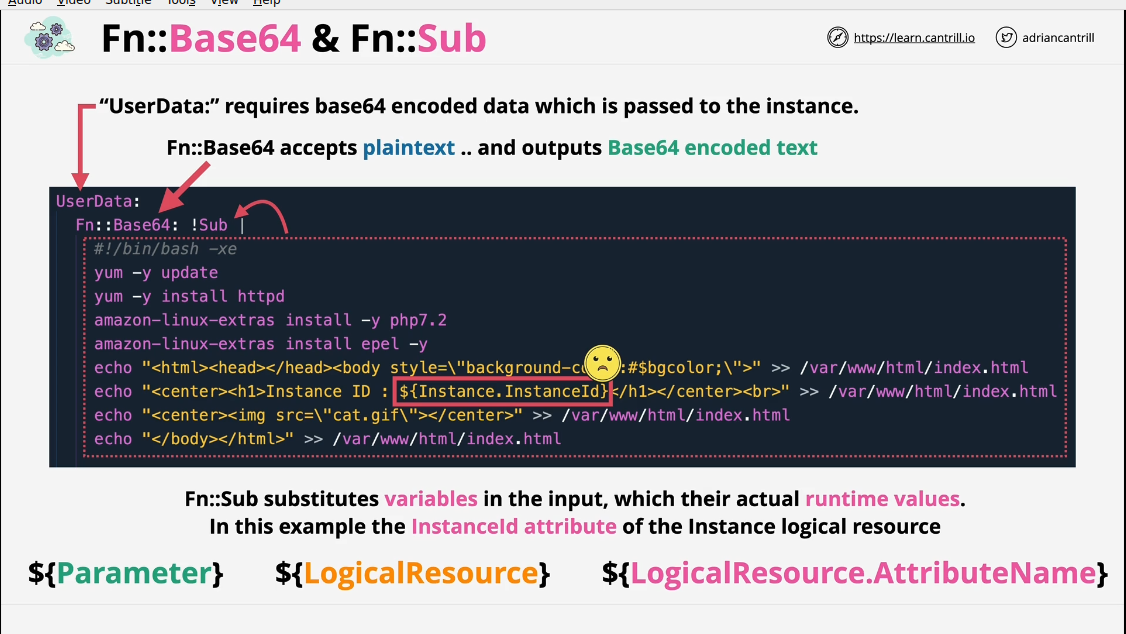 Audio Video Subtitle Tools View Help
Fn::Base64 & Fn::Sub
https://learn.cantrill.io
adriancantrill
“UserData:” requires base64 encoded data which is passed to the instance.
Fn::Base64 accepts plaintext .. and outputs Base64 encoded text
UserData:
Fn::Base64: !Sub |
#!/bin/bash -xe
yum -y update
yum -y install httpd
amazon-linux-extras install -y php7.2
amazon-linux-extras install epel -y
echo "<html><head></head><body style=\"background-co :#$bgcolor;\">" >> /var/www/html/index.html
echo "<center><h1>Instance ID : ${Instance.InstanceId}</h1></center><br>" >> /var/www/html/index.html
echo "<center><img src=\"cat.gif\"></center>" >> /var/www/html/index.html
echo "</body></html>" >> /var/www/html/index.html
Fn::Sub substitutes variables in the input, which their actual runtime values.
In this example the InstanceId attribute of the Instance logical resource
${Parameter} ${LogicalResource} ${LogicalResource.AttributeName}